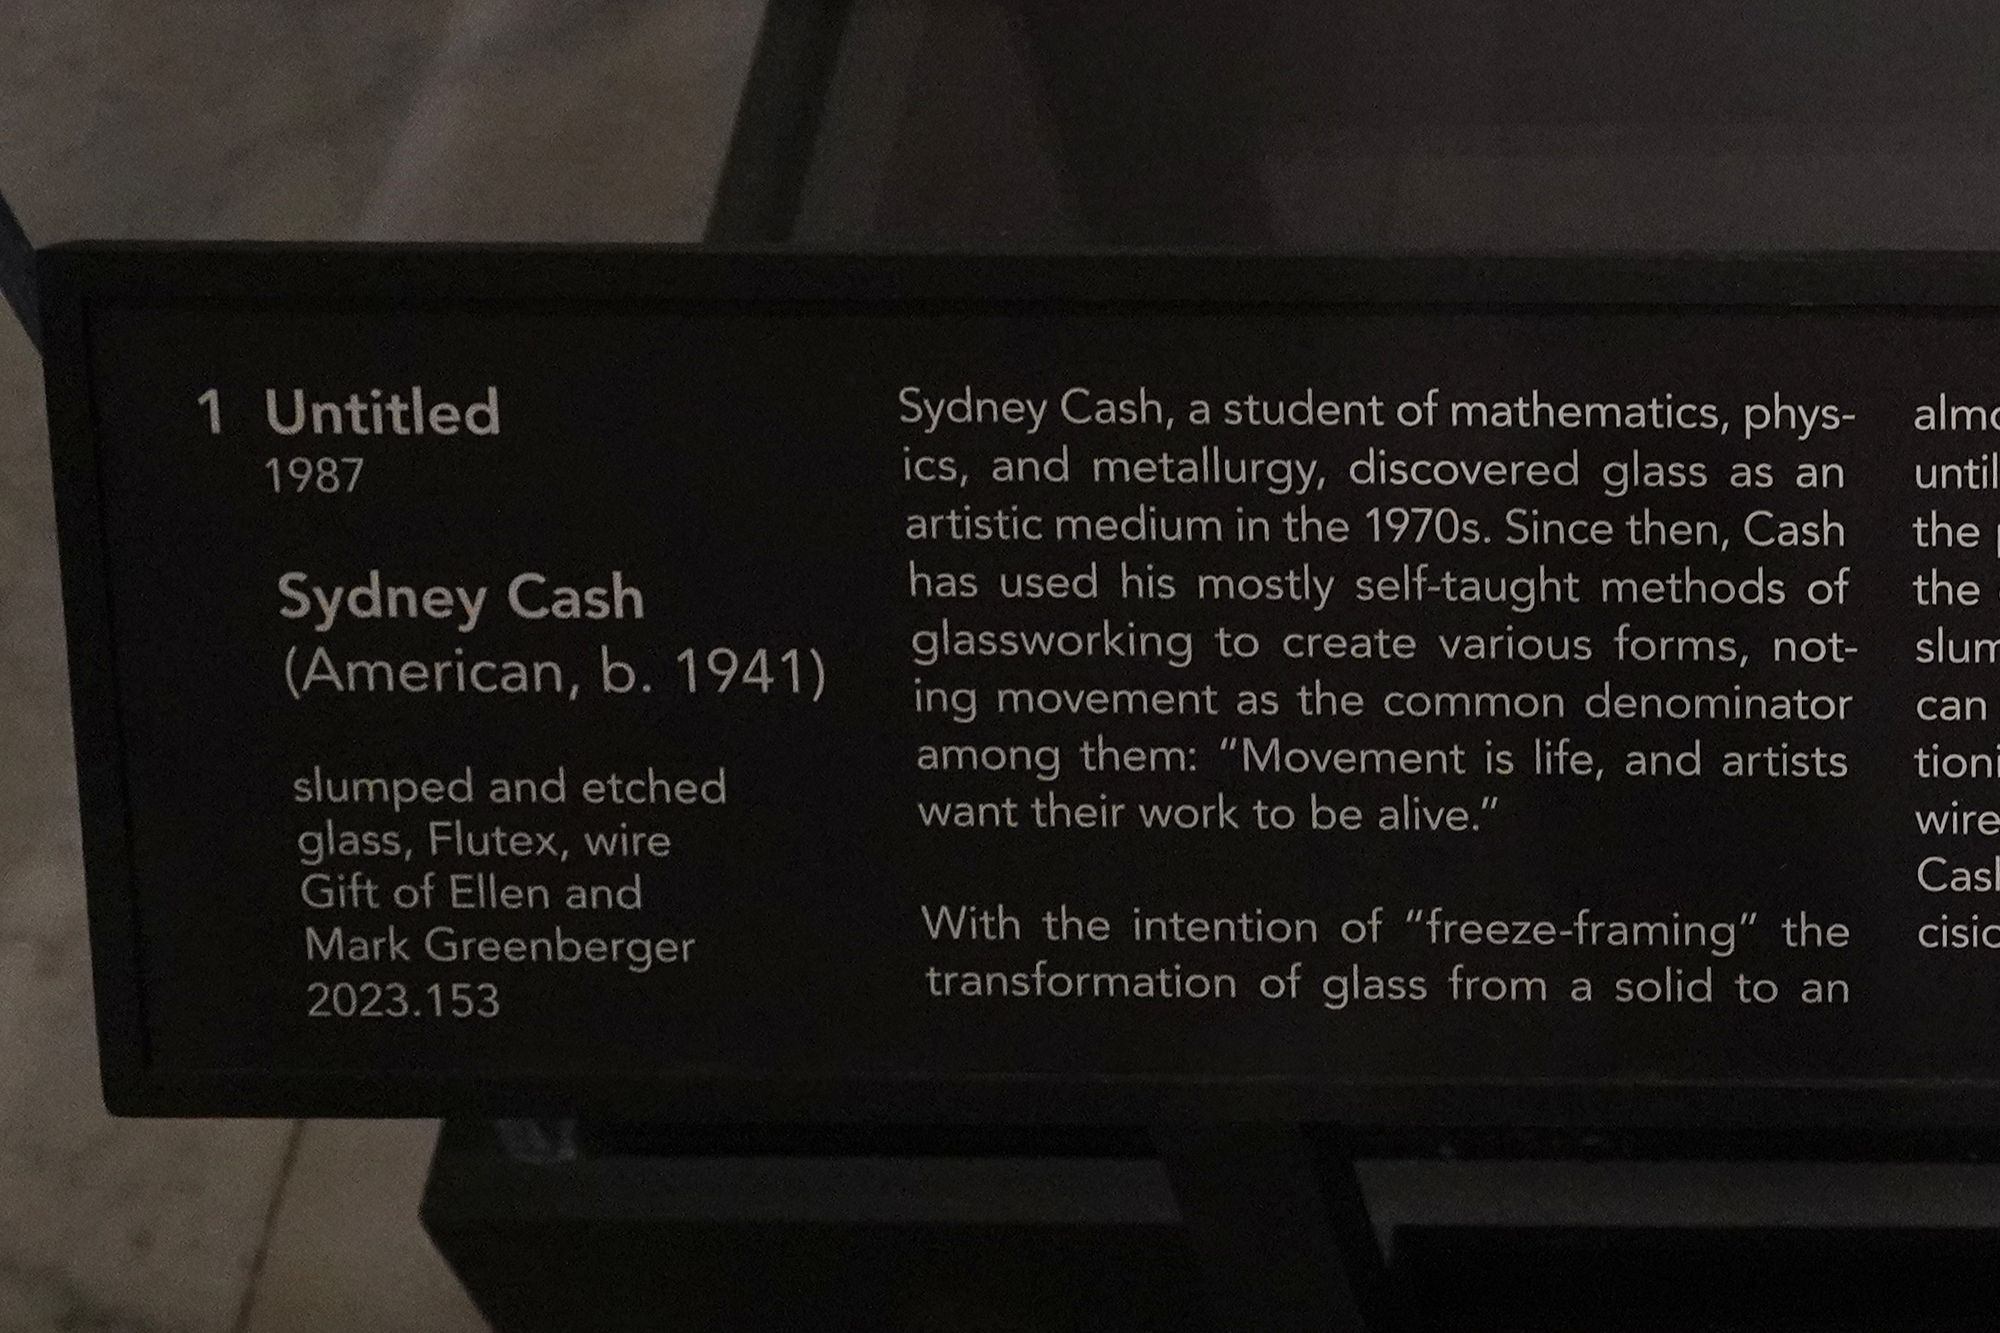 1 Untitled
1987
Sydney Cash
(American, b. 1941)
slumped and etched
glass, Flutex, wire
Gift of Ellen and
Mark Greenberger
2023.153
Sydney Cash, a student of mathematics, phys-
ics, and metallurgy, discovered glass as an
artistic medium in the 1970s. Since then, Cash
has used his mostly self-taught methods of
glassworking to create various forms, not-
ing movement as the common denominator
among them: “Movement is life, and artists
want their work to be alive.”
With the intention of “freeze-framing” the
transformation of glass from a solid to an
until
the
the
can
wire